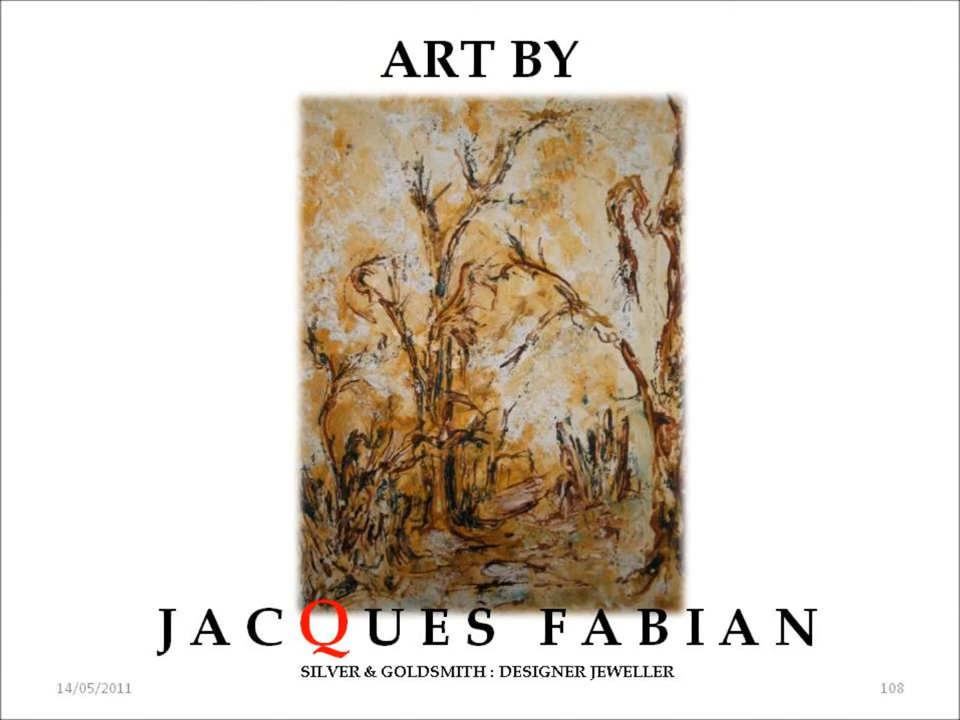 ART BY
JACQUES FABIAN
SILVER & GOLDSMITH : DESIGNER JEWELLER
14/05/2011
108